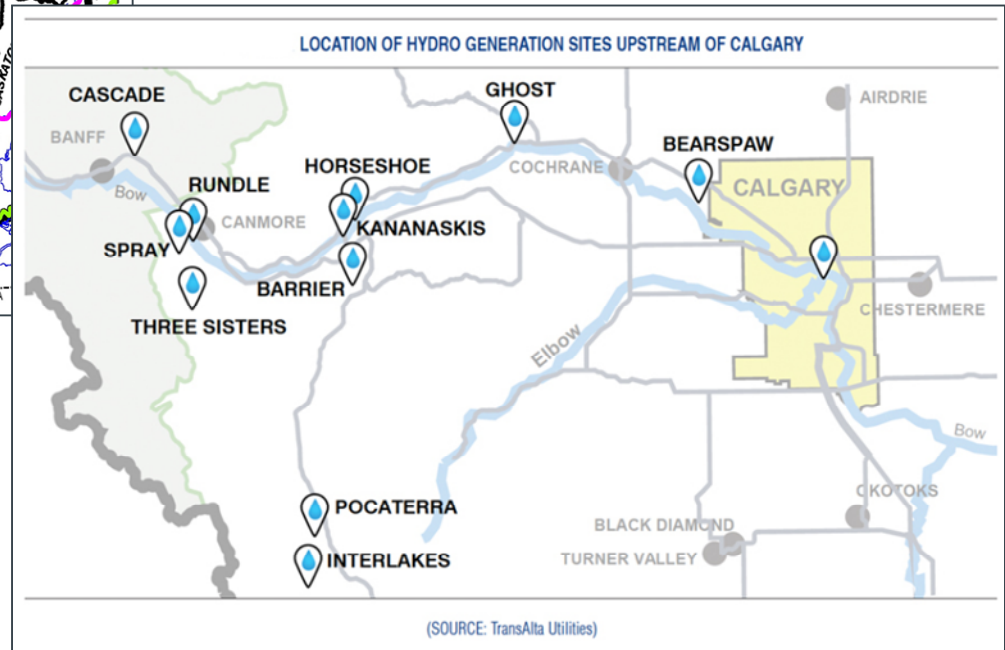 LOCATION OF HYDRO GENERATION SITES UPSTREAM OF CALGARY
CASCADE
BANFF
Bow
RUNDLE
CANMORE
SPRAY
THREE SISTERS
HORSESHOE
KANANASKIS
BARRIER
GHOST
COCHRANE
BEARSPAW
AIRDRIE
CALGARY
CHESTERMERE
Elbow
Bow
POCATERRA
INTERLAKES
OKOTOKS
BLACK DIAMOND
TURNER VALLEY
(SOURCE: TransAlta Utilities)